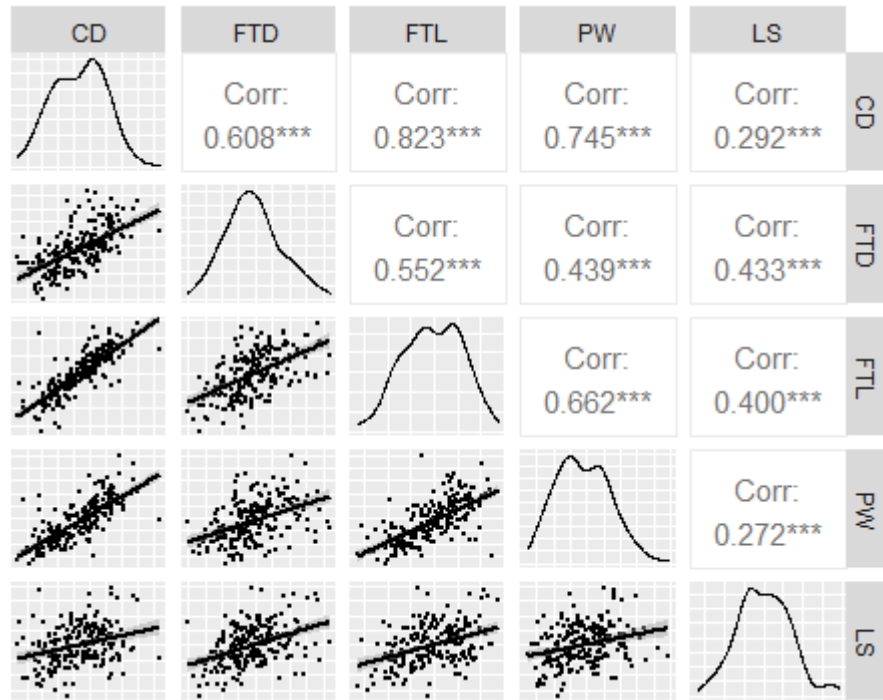 CD FTD FTL PW LS
Corr: Corr: Corr: Corr:
0.608*** 0.823*** 0.745*** 0.292***
CD
Corr: Corr: Corr:
0.552*** 0.439*** 0.433***
FTD
Corr: Corr:
0.662*** 0.400***
FTL
Corr:
0.272***
PW
LS